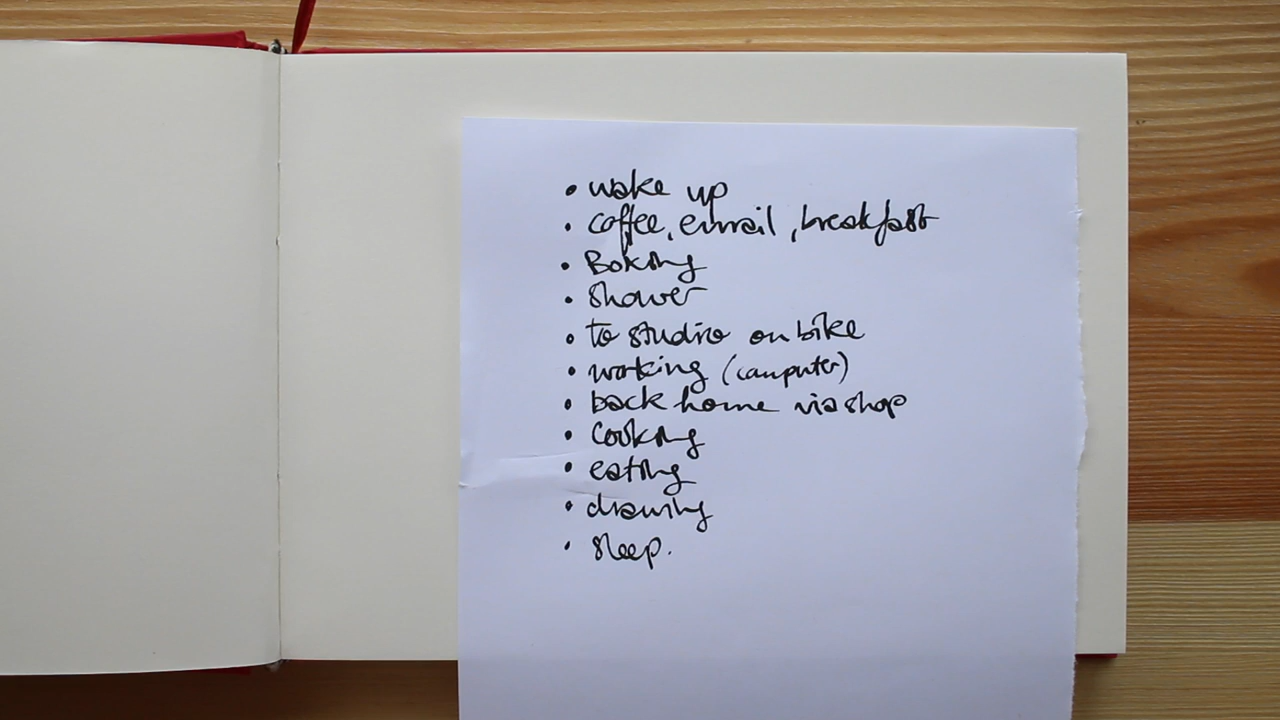 • wake up
• coffee, email, breakfast
• Boking
• shower
• to studio on bike
• working (computer)
• back home via shop
• cooking
• eating
• drawing
• sleep.